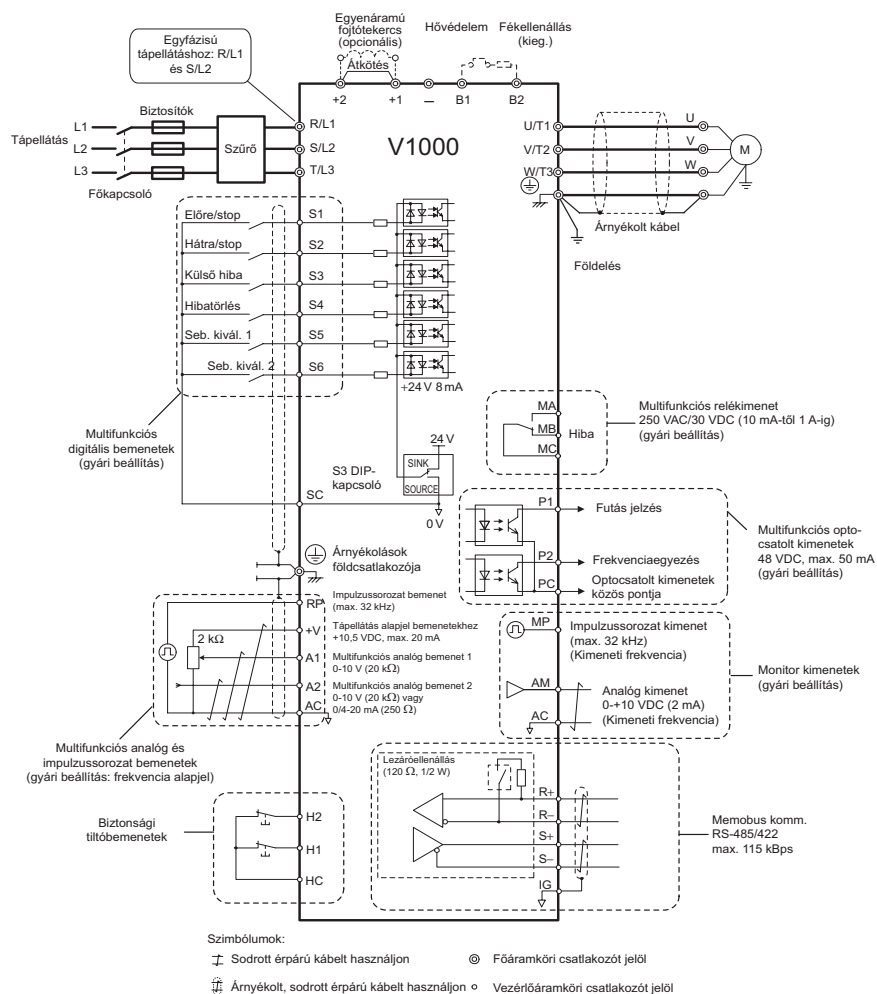 Egyenáramú
fojtótekercs
(opcionális)
Hővédelem
Fékellenállás
(kieg.)
Egyfázisú
tápellátáshoz: R/L1
és S/L2
Átkötés
+2
+1
–
B1
B2
Tápellátás
L1
L2
L3
Biztosítók
Főkapcsoló
Szűrő
R/L1
S/L2
T/L3
V1000
U/T1
V/T2
W/T3
U
V
W
M
Árnyékolt kábel
Földelés
Előre/stop
S1
Hátra/stop
S2
Külső hiba
S3
Hibatörlés
S4
Seb. kivál. 1
S5
Seb. kivál. 2
S6
+24 V 8 mA
Multifunkciós
digitális bemenetek
(gyári beállítás)
24 V
SINK
SOURCE
0 V
S3 DIP-
kapcsoló
SC
MA
MB
MC
Hiba
Multifunkciós relékimenet
250 VAC/30 VDC (10 mA-től 1 A-ig)
(gyári beállítás)
P1
Futás jelzés
P2
Frekvenciaegyezés
PC
Optocsatolt kimenetek
közös pontja
Multifunkciós opto-
csatolt kimenetek
48 VDC, max. 50 mA
(gyári beállítás)
Árnyékolások
földcsatlakozója
RP
Impulzussorozat bemenet
(max. 32 kHz)
+V
Tápellátás alapjel bemenetekhez
+10,5 VDC, max. 20 mA
2 kΩ
A1
Multifunkciós analóg bemenet 1
0-10 V (20 kΩ)
A2
Multifunkciós analóg bemenet 2
0-10 V (20 kΩ) vagy
0/4-20 mA (250 Ω)
AC
Multifunkciós analóg és
impulzussorozat bemenetek
(gyári beállítás: frekvencia alapjel)
MP
Impulzussorozat kimenet
(max. 32 kHz)
(Kimeneti frekvencia)
AM
Analóg kimenet
0-+10 VDC (2 mA)
(Kimeneti frekvencia)
AC
Monitor kimenetek
(gyári beállítás)
Lezáróellenállás
(120 Ω, 1/2 W)
R+
R–
S+
S–
IG
Memobus komm.
RS-485/422
max. 115 kBps
Biztonsági
tiltóbemenetek
H2
H1
HC
Szimbólumok:
Sodrott érpárú kábelt használjon
Főáramköri csatlakozót jelöl
Árnyékolt, sodrott érpárú kábelt használjon
Vezérlőáramköri csatlakozót jelöl